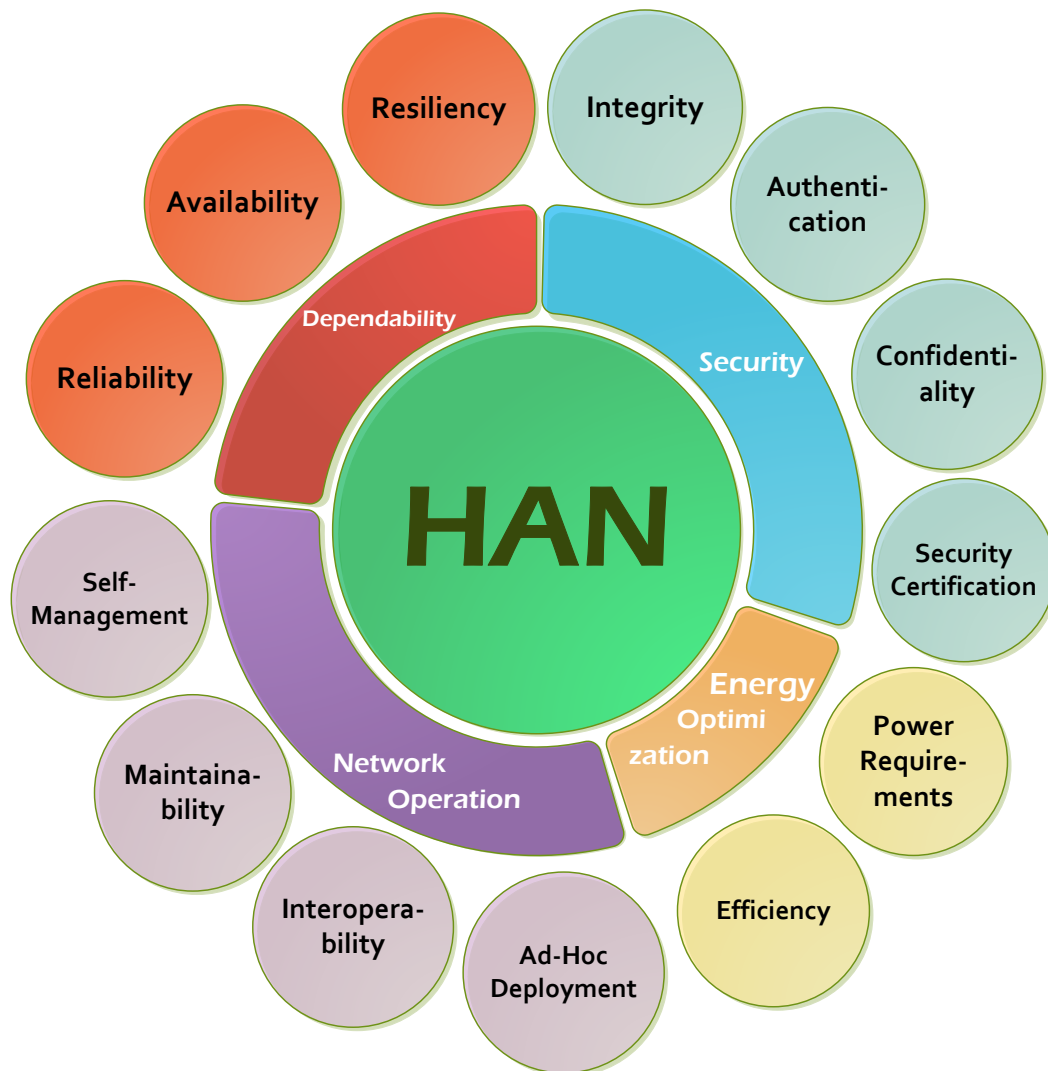 Resiliency
Integrity
Availability
Authenti-
cation
Dependability
Security
Reliability
Confidenti-
ality
HAN
Self-
Management
Security
Certification
Energy
Optimi
zation
Power
Require-
ments
Network
Operation
Maintaina-
bility
Interopera-
bility
Efficiency
Ad-Hoc
Deployment